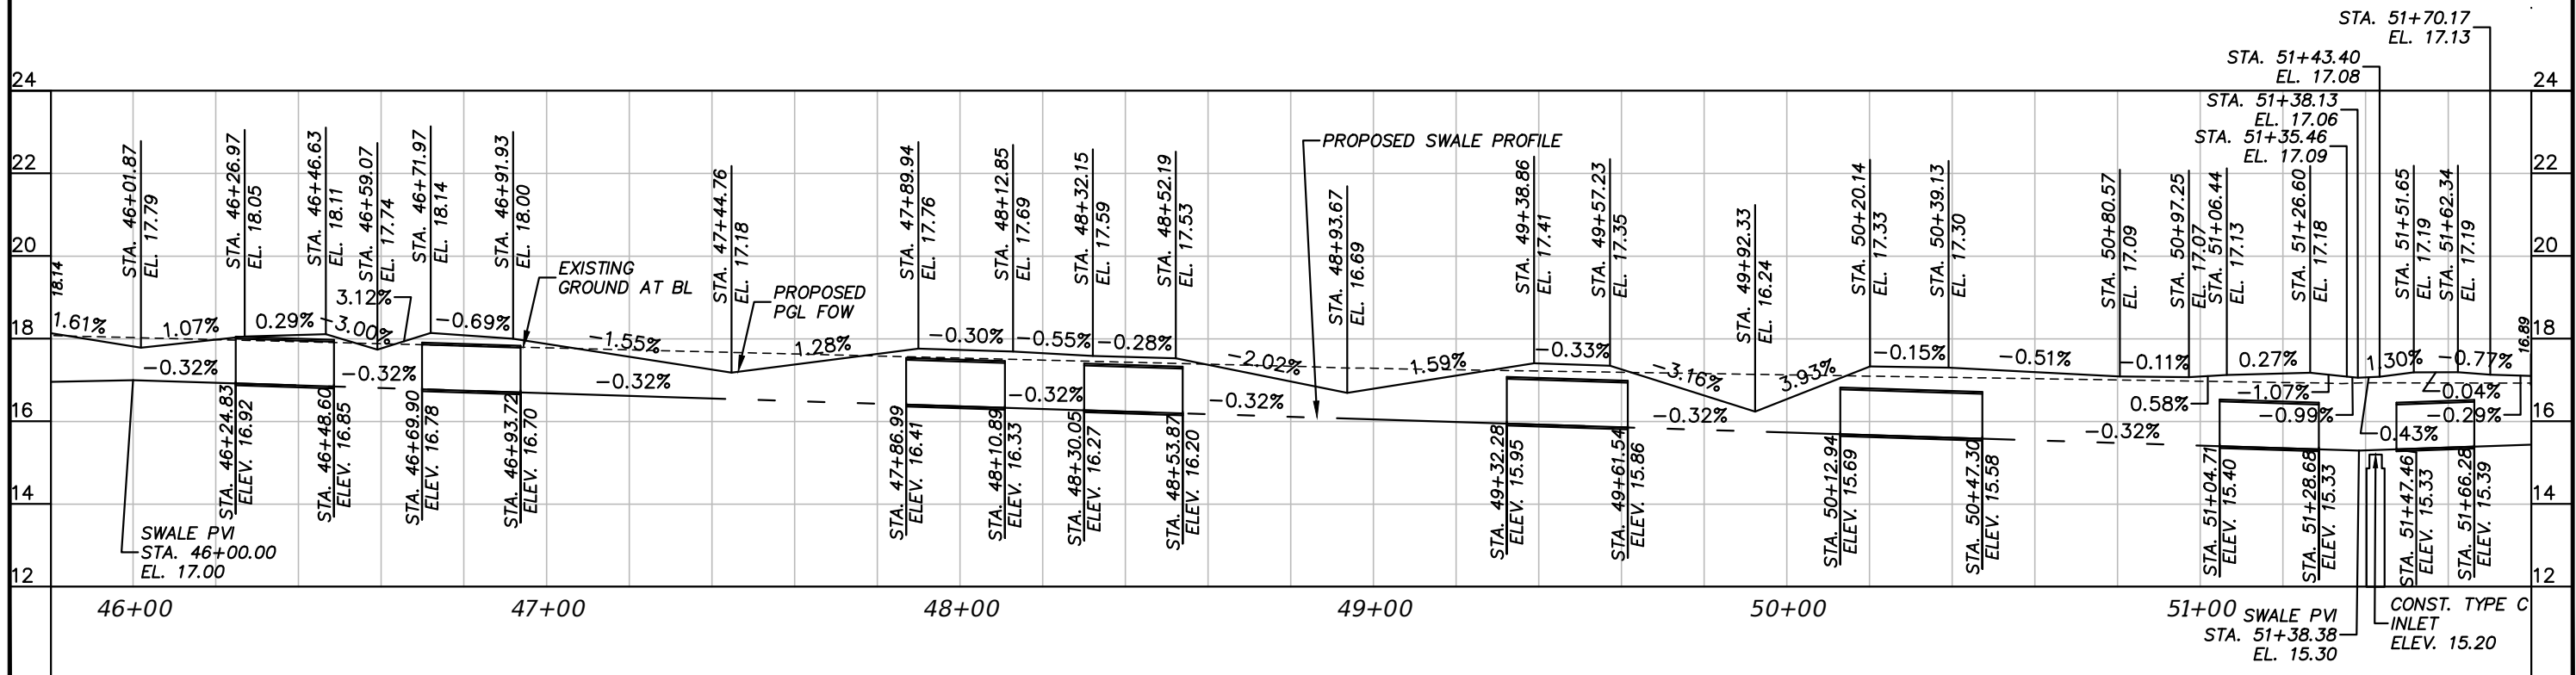 STA. 51+70.17
EL. 17.13
STA. 51+43.40
EL. 17.08
STA. 51+38.13
EL. 17.06
STA. 51+35.46
EL. 17.09
24
24
22
22
20
20
18
18
16
16
14
14
12
12
18.14
STA. 46+01.87
EL. 17.79
STA. 46+26.97
EL. 18.05
STA. 46+46.63
EL. 18.11
STA. 46+59.07
EL. 17.74
STA. 46+71.97
EL. 18.14
STA. 46+91.93
EL. 18.00
STA. 47+44.76
EL. 17.18
STA. 47+89.94
EL. 17.76
STA. 48+12.85
EL. 17.69
STA. 48+32.15
EL. 17.59
STA. 48+52.19
EL. 17.53
STA. 48+93.67
EL. 16.69
STA. 49+38.86
EL. 17.41
STA. 49+57.23
EL. 17.35
STA. 49+92.33
EL. 16.24
STA. 50+20.14
EL. 17.33
STA. 50+39.13
EL. 17.30
STA. 50+80.57
EL. 17.09
STA. 50+97.25
EL. 17.07
STA. 51+06.44
EL. 17.13
STA. 51+26.60
EL. 17.18
STA. 51+51.65
EL. 17.19
STA. 51+62.34
EL. 17.19
16.89
PROPOSED SWALE PROFILE
EXISTING
GROUND AT BL
PROPOSED
PGL FOW
1.61%
1.07%
0.29%
-3.00%
3.12%
-0.69%
-1.55%
1.28%
-0.30%
-0.55%
-0.28%
-2.02%
1.59%
-0.33%
-3.16%
3.93%
-0.15%
-0.51%
-0.11%
0.58%
0.27%
-1.07%
-0.99%
1.30%
0.43%
-0.77%
-0.04%
-0.29%
-0.32%
-0.32%
-0.32%
-0.32%
-0.32%
-0.32%
-0.32%
STA. 46+24.83
ELEV. 16.92
STA. 46+48.60
ELEV. 16.85
STA. 46+69.90
ELEV. 16.78
STA. 46+93.72
ELEV. 16.70
STA. 47+86.99
ELEV. 16.41
STA. 48+10.89
ELEV. 16.33
STA. 48+30.05
ELEV. 16.27
STA. 48+53.87
ELEV. 16.20
STA. 49+32.28
ELEV. 15.95
STA. 49+61.54
ELEV. 15.86
STA. 50+12.94
ELEV. 15.69
STA. 50+47.30
ELEV. 15.58
STA. 51+04.71
ELEV. 15.40
STA. 51+28.68
ELEV. 15.33
STA. 51+47.46
ELEV. 15.33
STA. 51+66.28
ELEV. 15.39
SWALE PVI
STA. 46+00.00
EL. 17.00
46+00
47+00
48+00
49+00
50+00
51+00
SWALE PVI
STA. 51+38.38
EL. 15.30
CONST. TYPE C
INLET
ELEV. 15.20